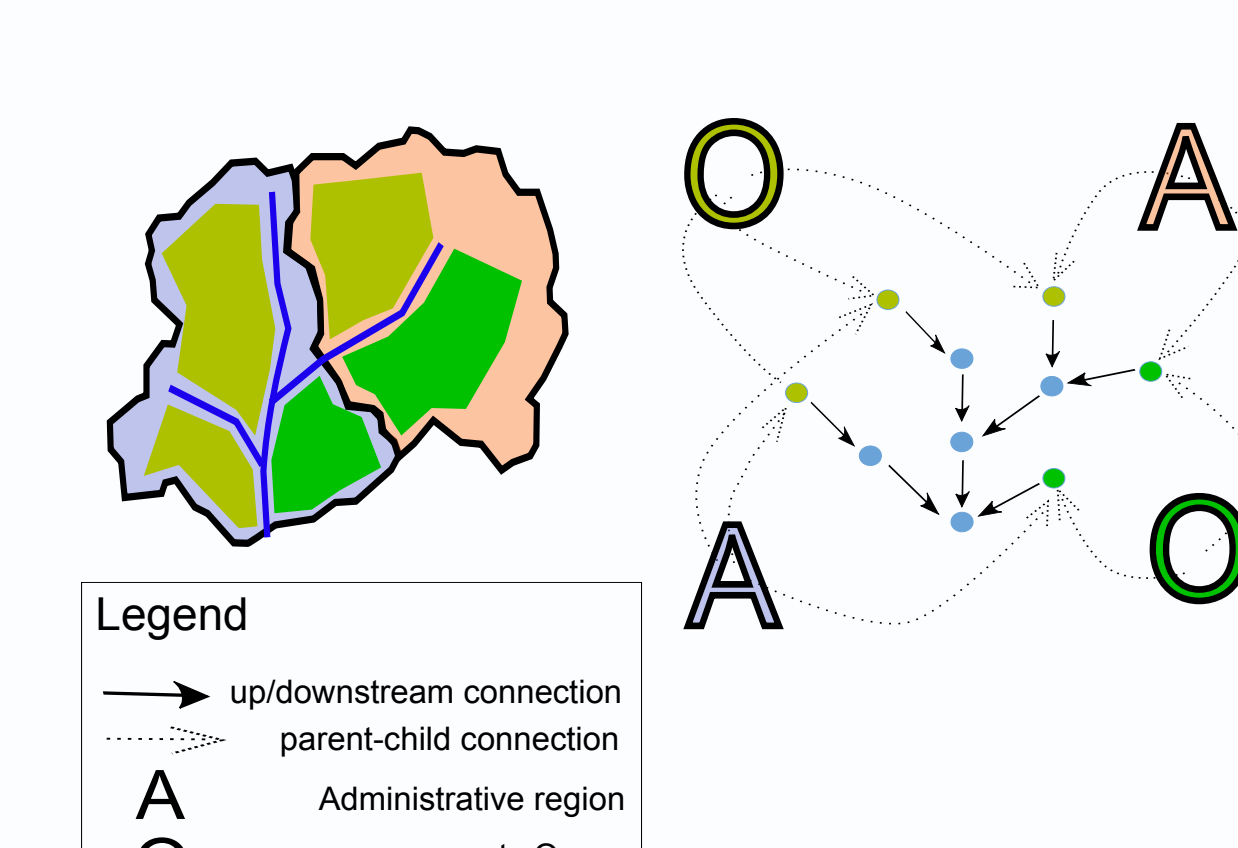 O A
A O
Legend
up/downstream connection
parent-child connection
A Administrative region